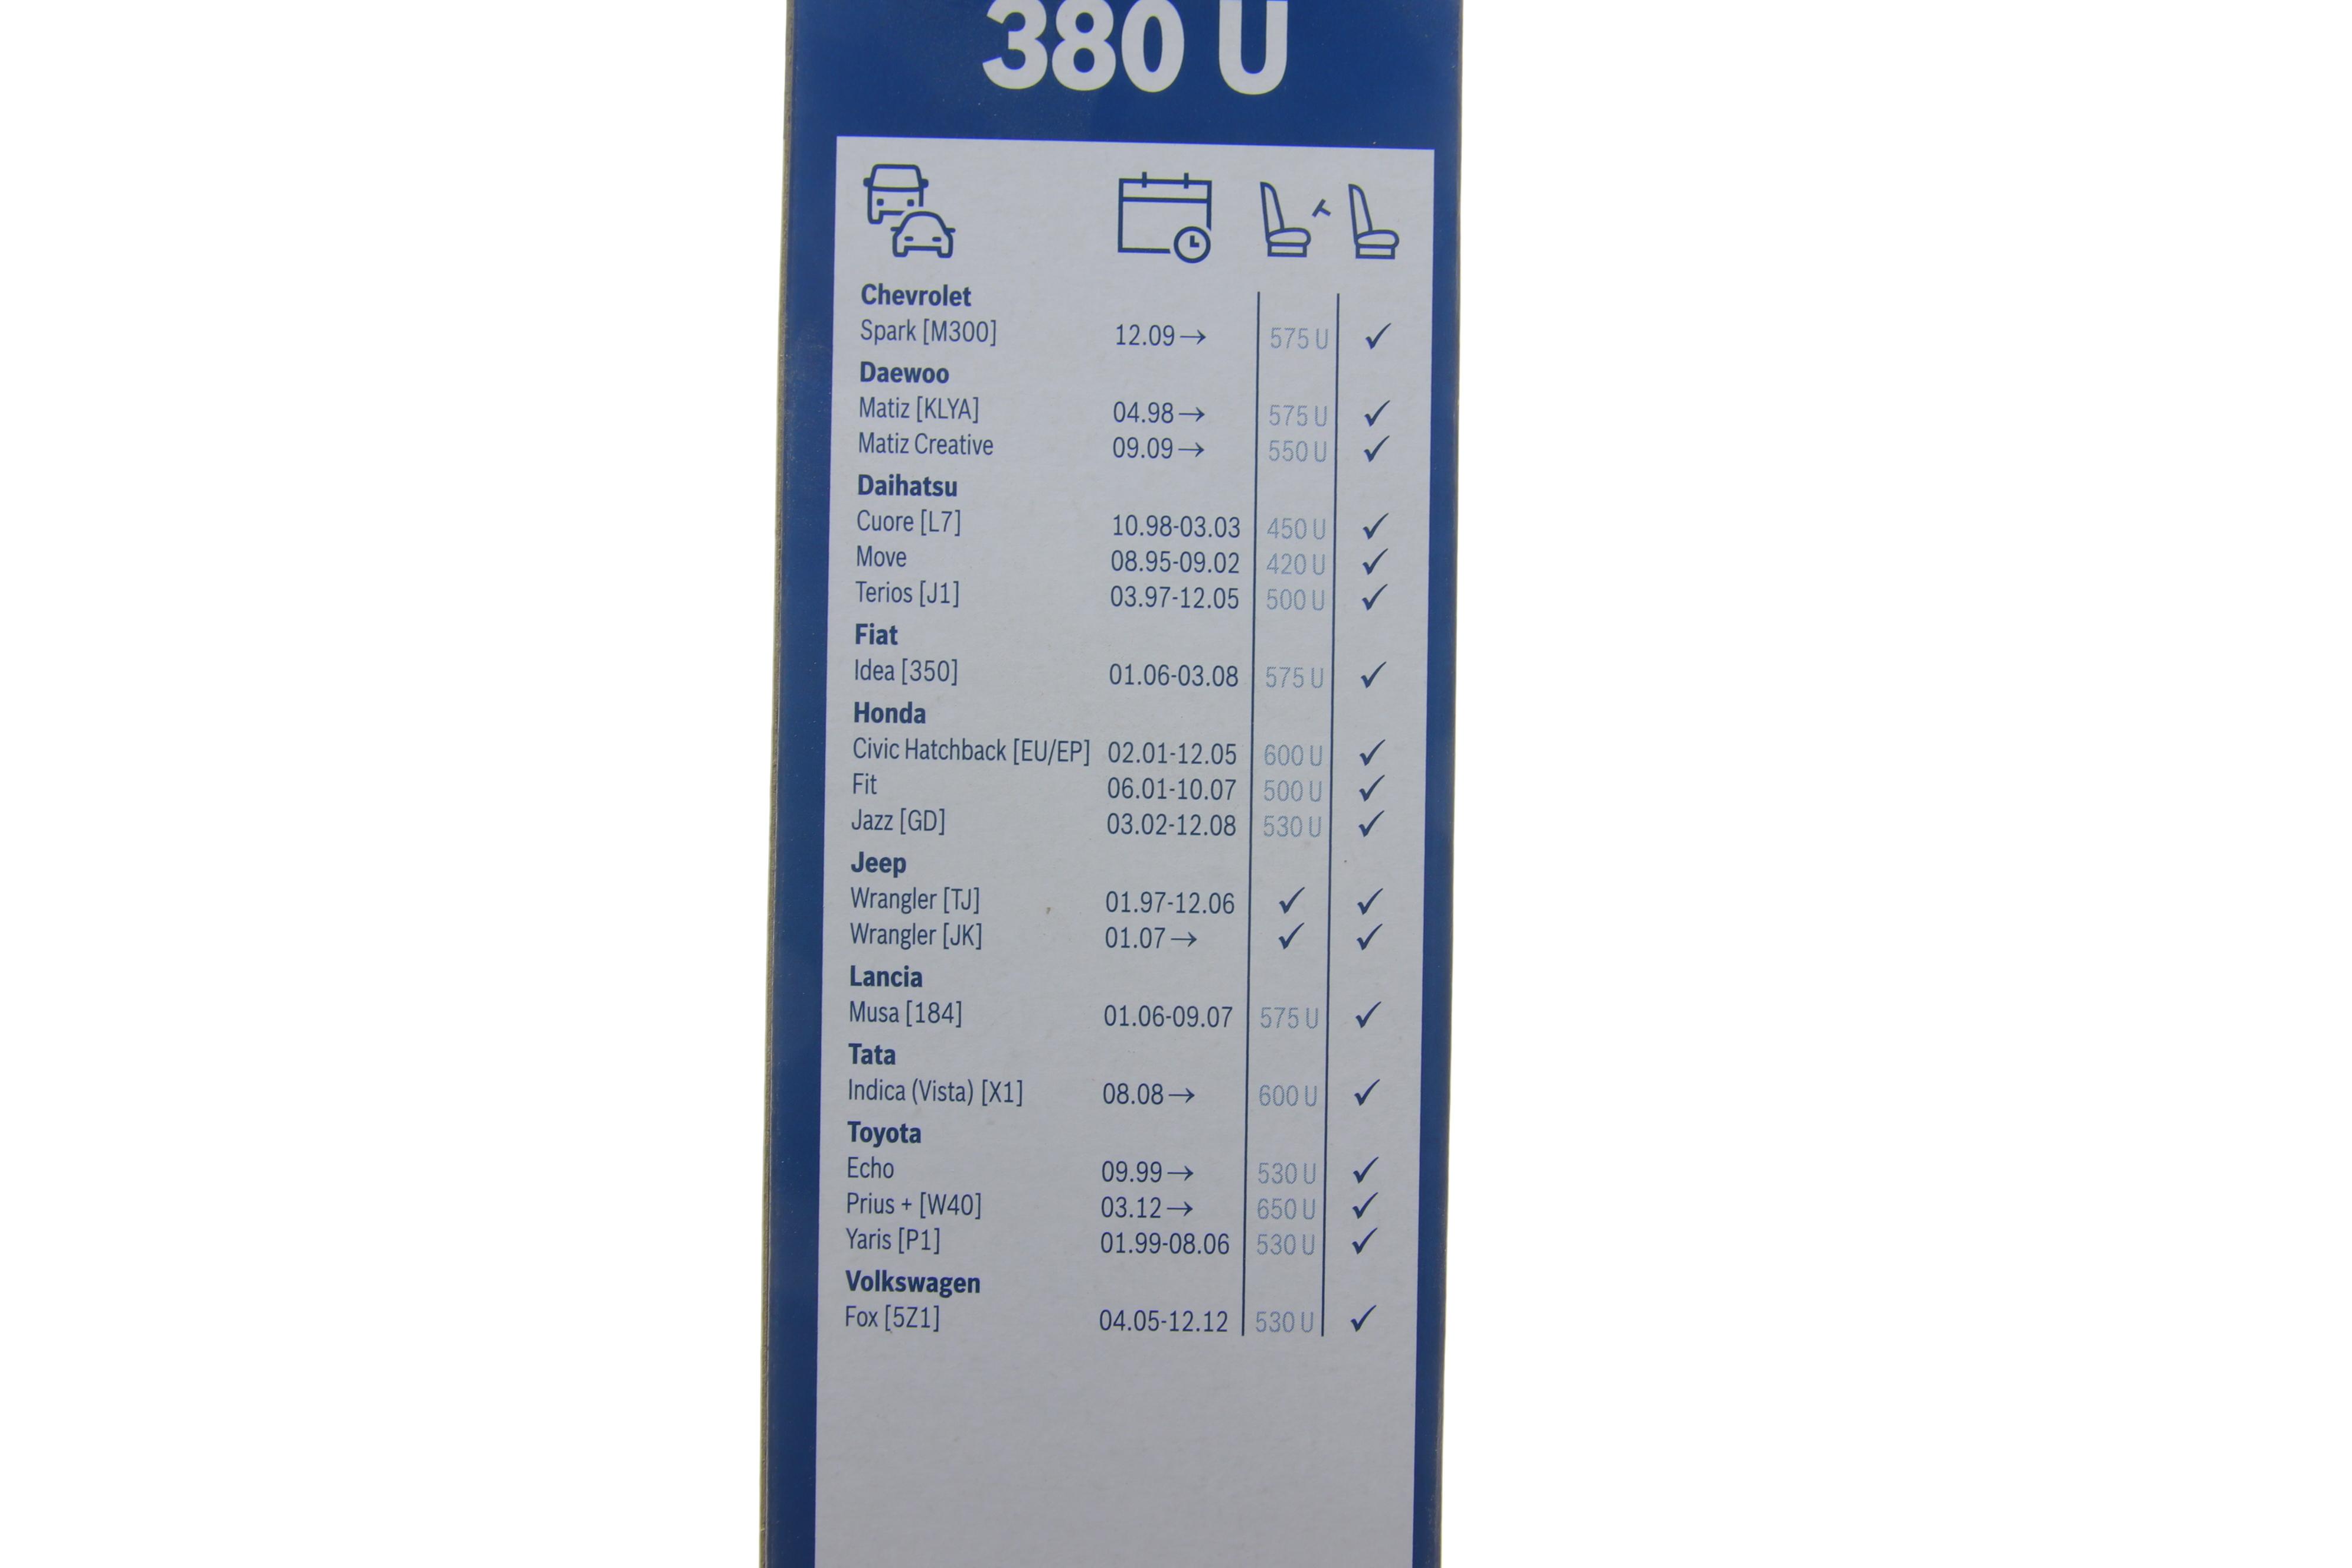 380 U
Chevrolet
Spark [M300] 12.09→ 575 U ✓
Daewoo
Matiz [KLYA] 04.98→ 575 U ✓
Matiz Creative 09.09→ 550 U ✓
Daihatsu
Cuore [L7] 10.98-03.03 450 U ✓
Move 08.95-09.02 420 U ✓
Terios [J1] 03.97-12.05 500 U ✓
Fiat
Idea [350] 01.06-03.08 575 U ✓
Honda
Civic Hatchback [EU/EP] 02.01-12.05 600 U ✓
Fit 06.01-10.07 500 U ✓
Jazz [GD] 03.02-12.08 530 U ✓
Jeep
Wrangler [TJ] 01.97-12.06 ✓ ✓
Wrangler [JK] 01.07→ ✓ ✓
Lancia
Musa [184] 01.06-09.07 575 U ✓
Tata
Indica (Vista) [X1] 08.08→ 600 U ✓
Toyota
Echo 09.99→ 530 U ✓
Prius + [W40] 03.12→ 650 U ✓
Yaris [P1] 01.99-08.06 530 U ✓
Volkswagen
Fox [5Z1] 04.05-12.12 530 U ✓